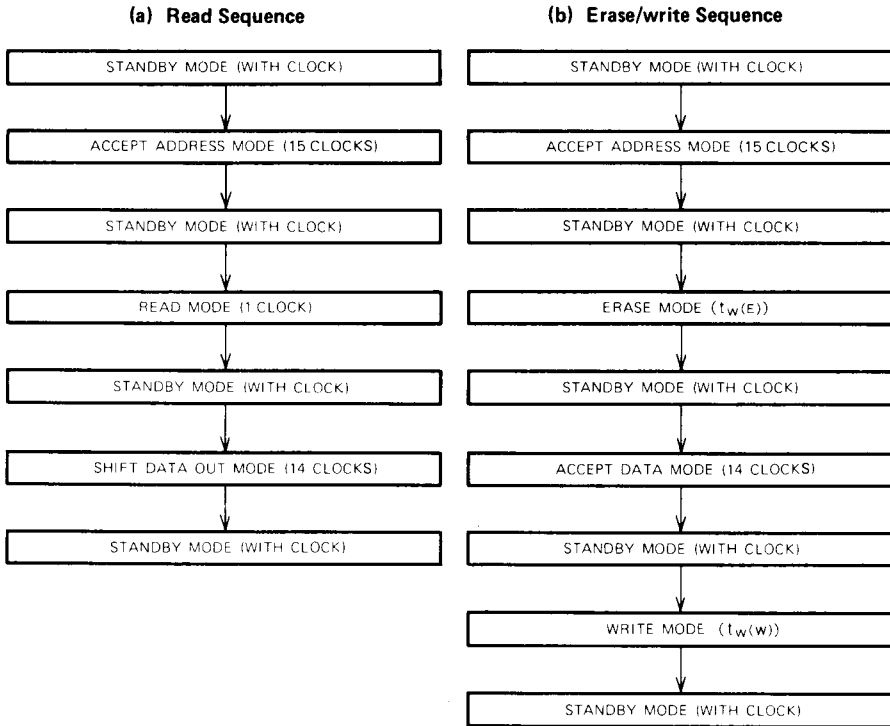 (a) Read Sequence
STANDBY MODE (WITH CLOCK)
ACCEPT ADDRESS MODE (15 CLOCKS)
STANDBY MODE (WITH CLOCK)
READ MODE (1 CLOCK)
STANDBY MODE (WITH CLOCK)
SHIFT DATA OUT MODE (14 CLOCKS)
STANDBY MODE (WITH CLOCK)
(b) Erase/write Sequence
STANDBY MODE (WITH CLOCK)
ACCEPT ADDRESS MODE (15 CLOCKS)
STANDBY MODE (WITH CLOCK)
ERASE MODE (tw(E))
STANDBY MODE (WITH CLOCK)
ACCEPT DATA MODE (14 CLOCKS)
STANDBY MODE (WITH CLOCK)
WRITE MODE (tw(W))
STANDBY MODE (WITH CLOCK)